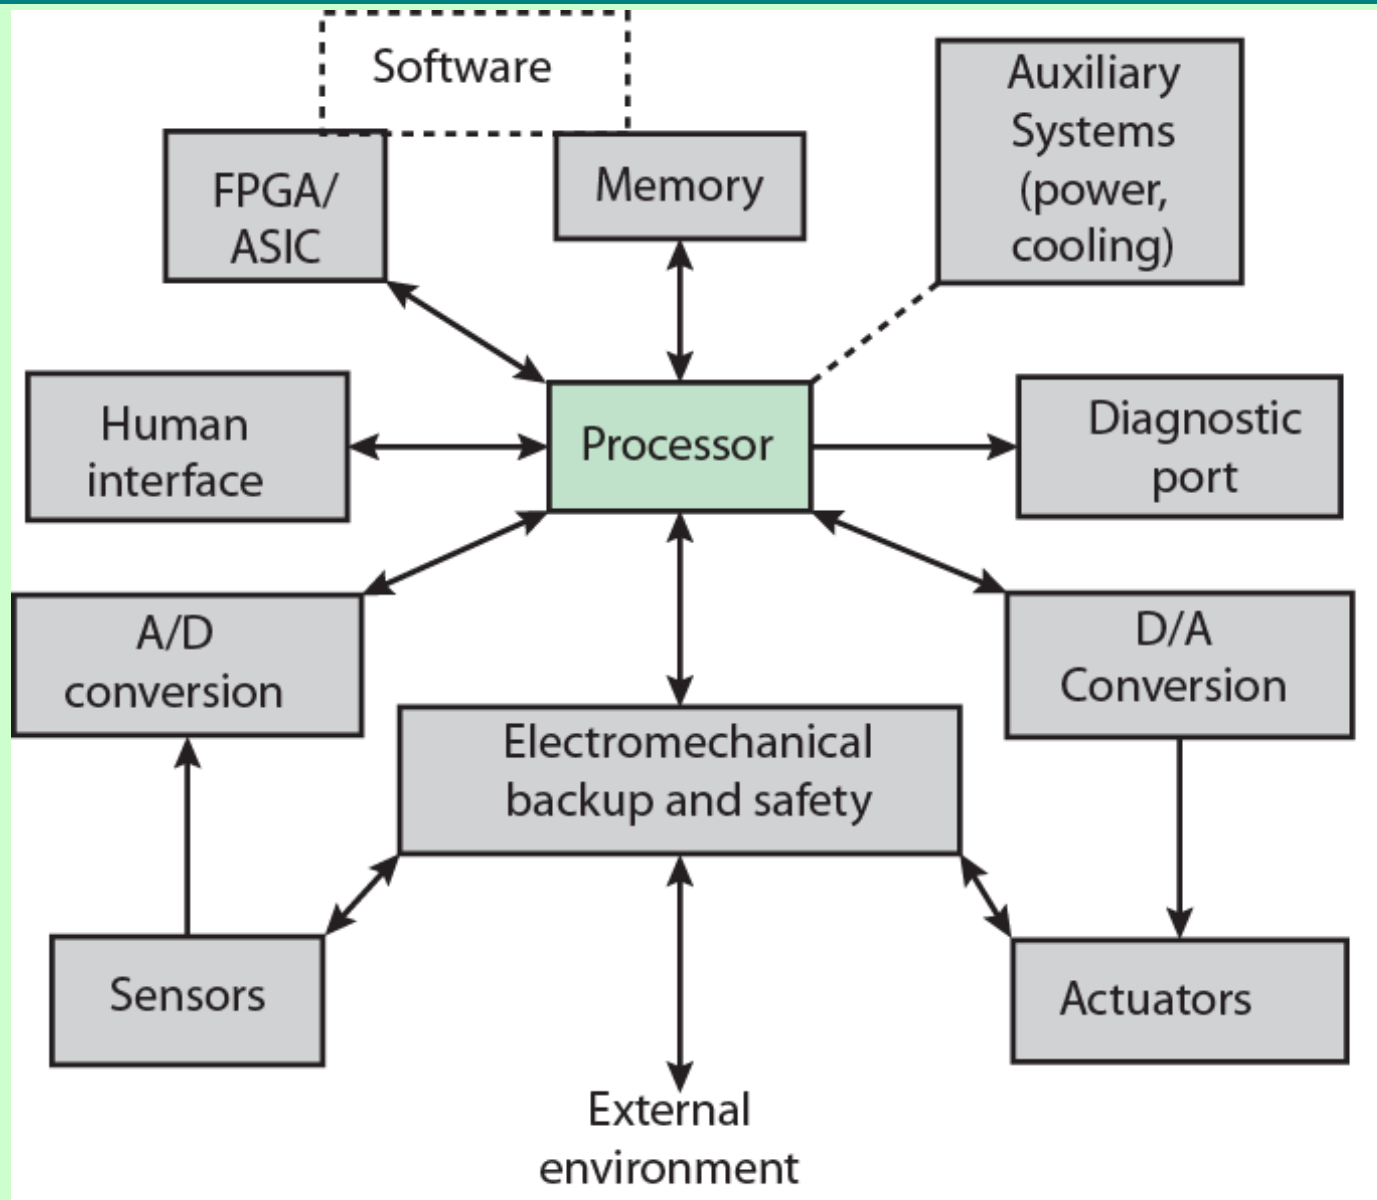 Software
Auxiliary
Systems
(power,
cooling)
FPGA/
ASIC
Memory
Human
interface
Processor
Diagnostic
port
A/D
conversion
D/A
Conversion
Electromechanical
backup and safety
Sensors
Actuators
External
environment